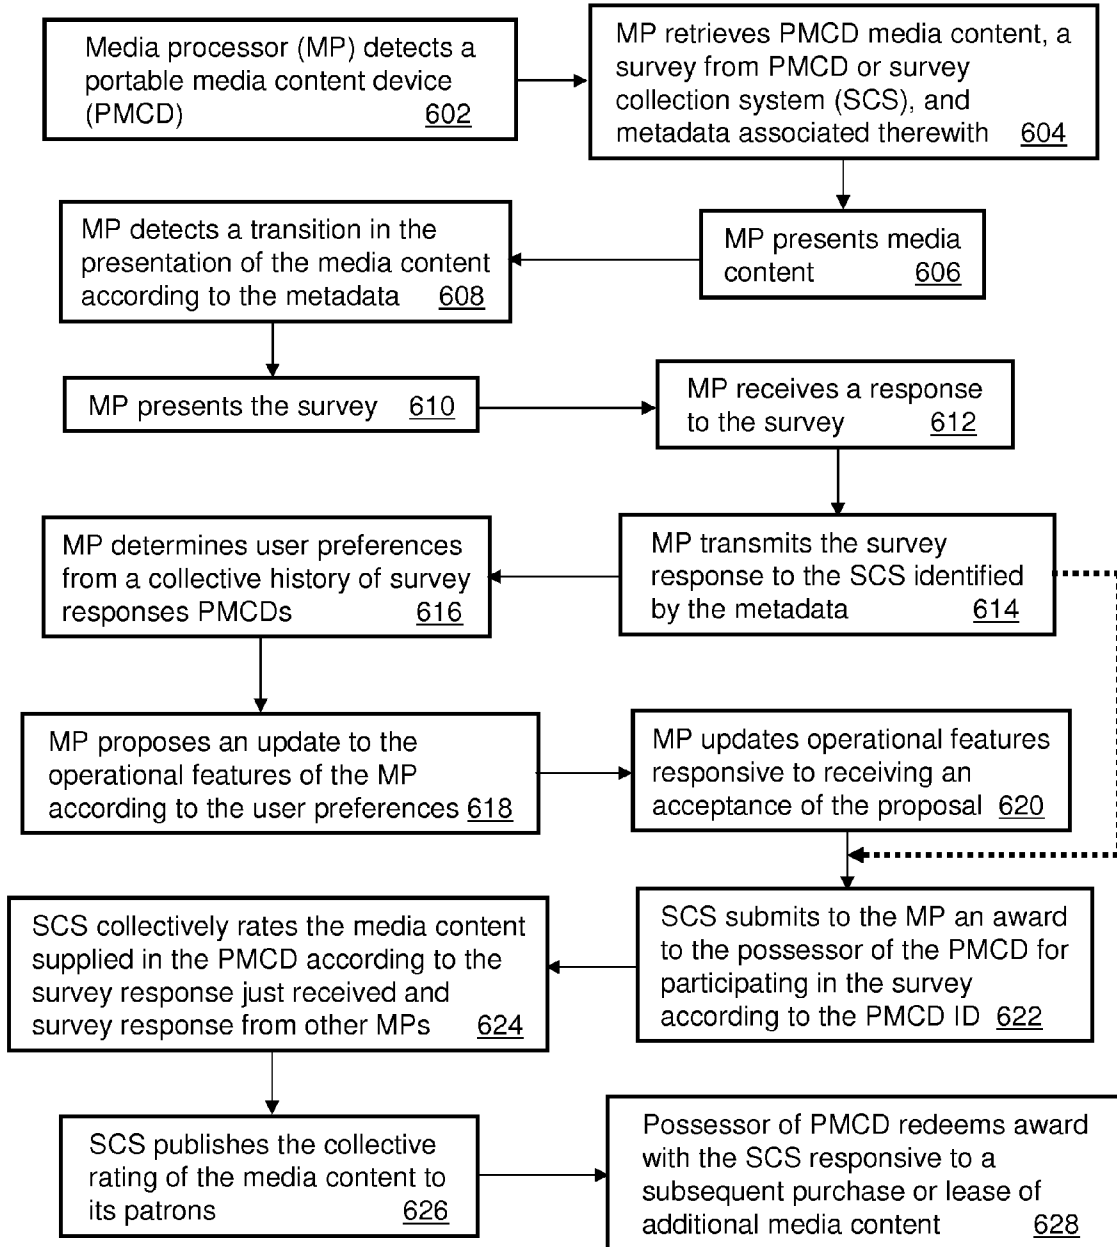 Media processor (MP) detects a
portable media content device
(PMCD) 602
MP retrieves PMCD media content, a
survey from PMCD or survey
collection system (SCS), and
metadata associated therewith 604
MP presents media
content 606
MP detects a transition in the
presentation of the media content
according to the metadata 608
MP presents the survey 610
MP receives a response
to the survey 612
MP transmits the survey
response to the SCS identified
by the metadata 614
MP determines user preferences
from a collective history of survey
responses PMCDs 616
MP proposes an update to the
operational features of the MP
according to the user preferences 618
MP updates operational features
responsive to receiving an
acceptance of the proposal 620
SCS submits to the MP an award
to the possessor of the PMCD for
participating in the survey
according to the PMCD ID 622
SCS collectively rates the media content
supplied in the PMCD according to the
survey response just received and
survey response from other MPs 624
SCS publishes the collective
rating of the media content to
its patrons 626
Possessor of PMCD redeems award
with the SCS responsive to a
subsequent purchase or lease of
additional media content 628